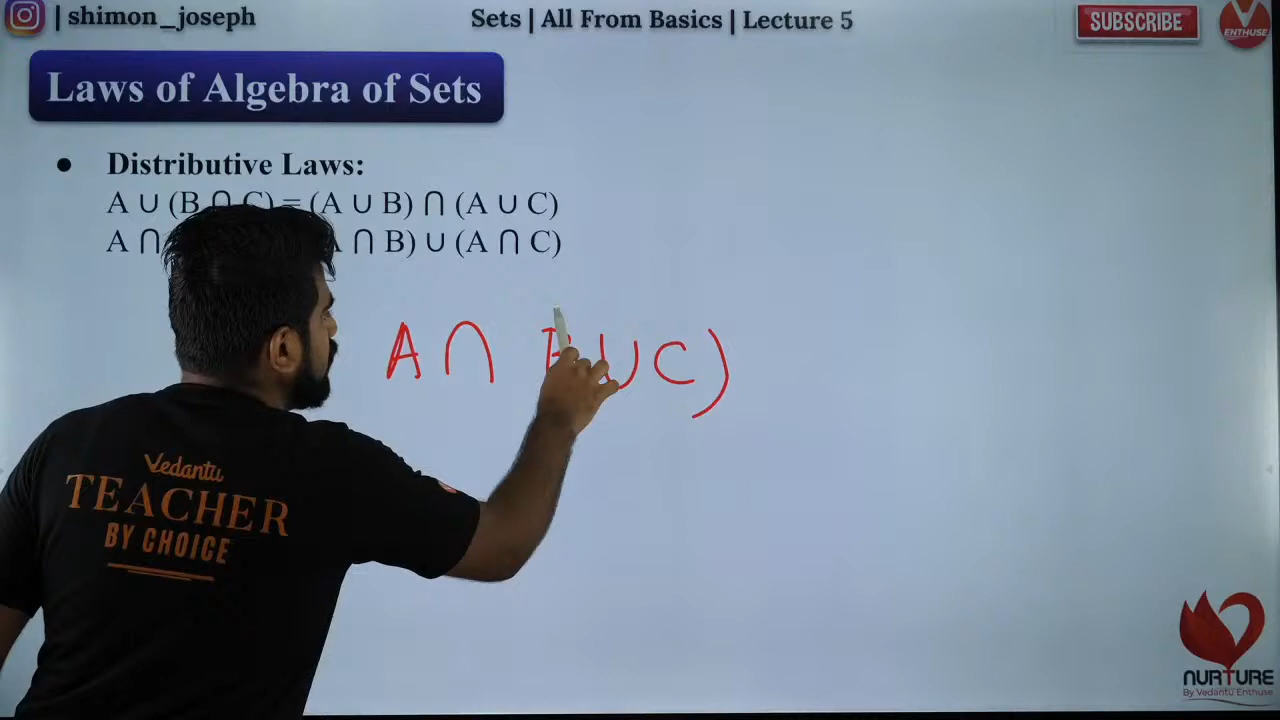 | shimon_joseph
Sets | All From Basics | Lecture 5
SUBSCRIBE
ENTHUSE
Laws of Algebra of Sets
● Distributive Laws:
A ∪ (B ∩ C) = (A ∪ B) ∩ (A ∪ C)
A ∩ ∩ B) ∪ (A ∩ C)
A ∩ ∪ C)
Vedantu
TEACHER
BY CHOICE
NURTURE
By Vedantu Enthuse